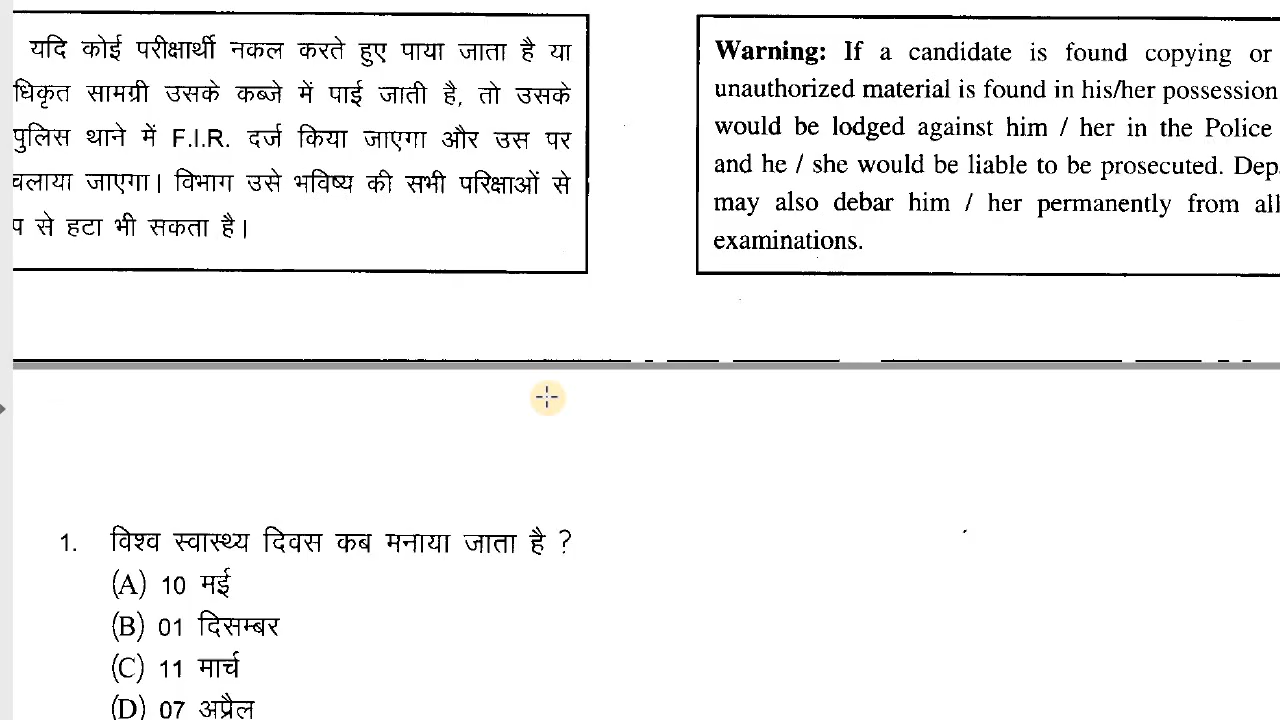 यदि कोई परीक्षार्थी नकल करते हुए पाया जाता है या
धिकृत सामग्री उसके कब्जे में पाई जाती है, तो उसके
पुलिस थाने में F.I.R. दर्ज किया जाएगा और उस पर
चलाया जाएगा। विभाग उसे भविष्य की सभी परिक्षाओं से
प से हटा भी सकता है।
Warning: If a candidate is found copying or
unauthorized material is found in his/her possession
would be lodged against him / her in the Police
and he / she would be liable to be prosecuted. Dep
may also debar him / her permanently from all
examinations.
1. विश्व स्वास्थ्य दिवस कब मनाया जाता है ?
(A) 10 मई
(B) 01 दिसम्बर
(C) 11 मार्च
(D) 07 अप्रैल